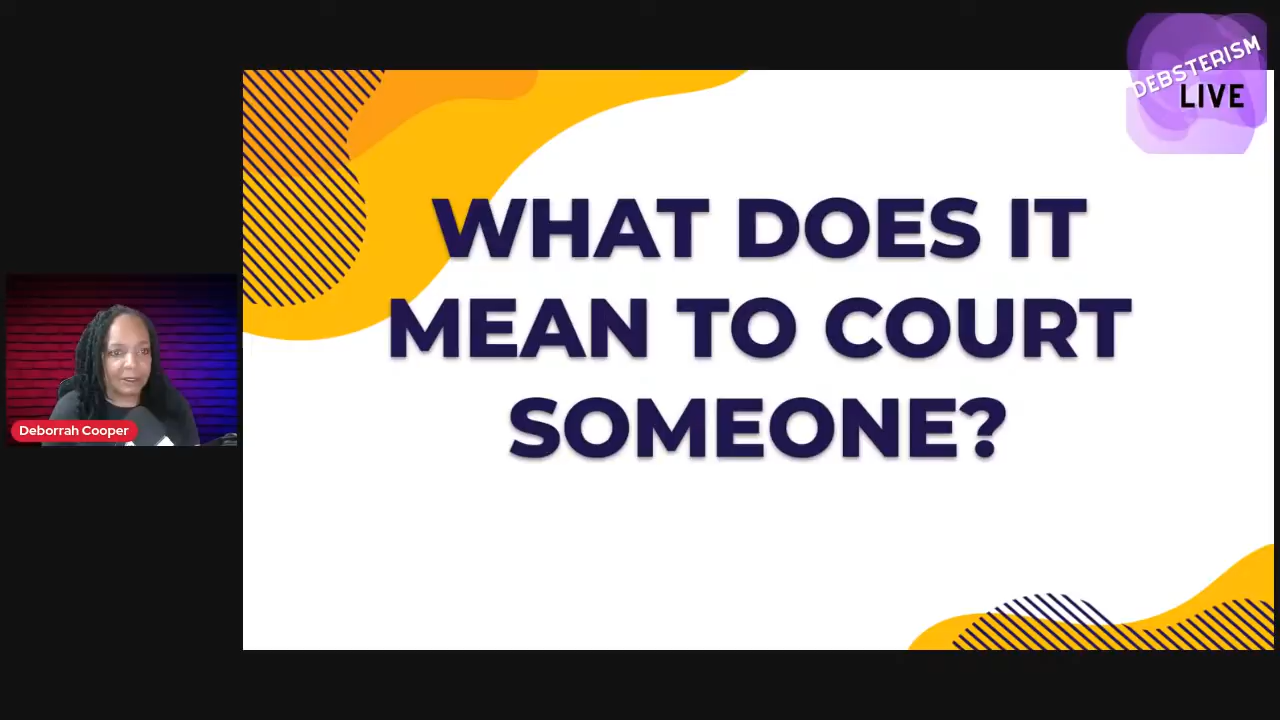 DEBSTERISM
LIVE
WHAT DOES IT
MEAN TO COURT
SOMEONE?
Deborrah Cooper